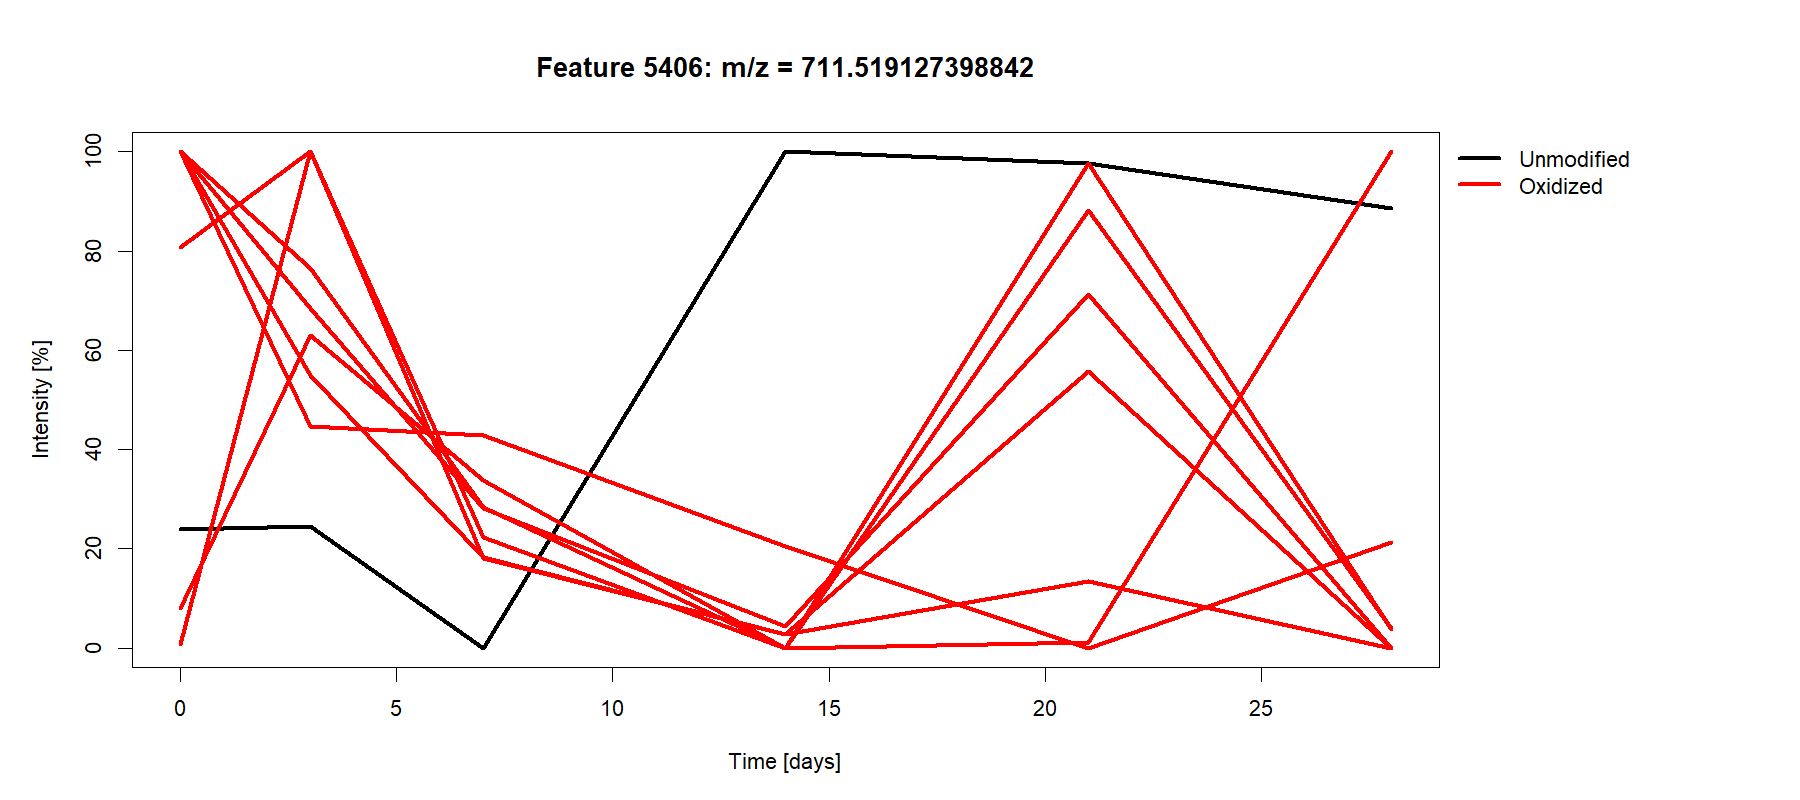 Feature 5406: m/z = 711.519127398842
Unmodified
Oxidized
Intensity [%]
100
80
60
40
20
0
0 5 10 15 20 25
Time [days]